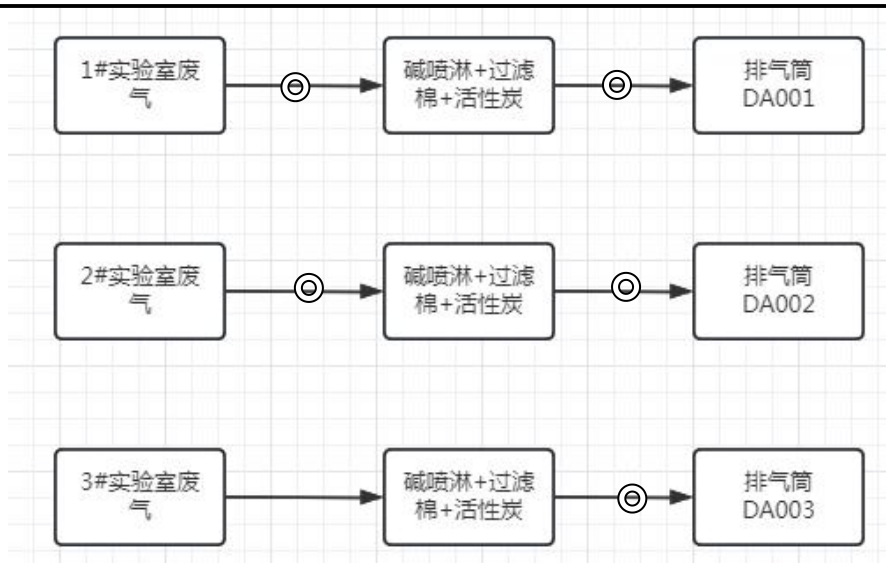 1#实验室废
气
碱喷淋+过滤
棉+活性炭
排气筒
DA001
2#实验室废
气
碱喷淋+过滤
棉+活性炭
排气筒
DA002
3#实验室废
气
碱喷淋+过滤
棉+活性炭
排气筒
DA003